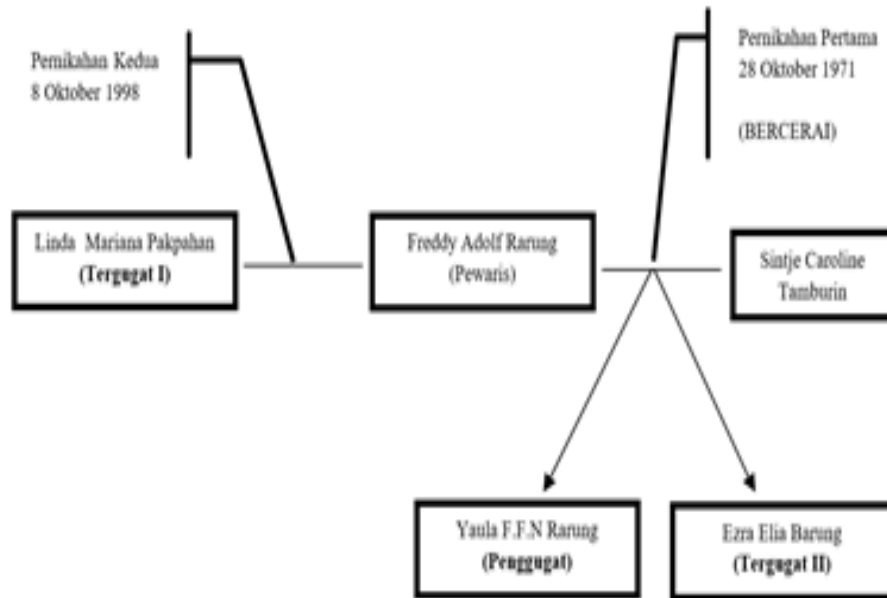 Pernikahan Kedua
8 Oktober 1998
Pernikahan Pertama
28 Oktober 1971
(BERCERAI)
Linda Mariana Pakpahan
(Tergugat I)
Freddy Adolf Rarung
(Pewaris)
Sintje Caroline
Tamburin
Yaula F.F.N Rarung
(Penggugat)
Ezra Elia Barung
(Tergugat II)